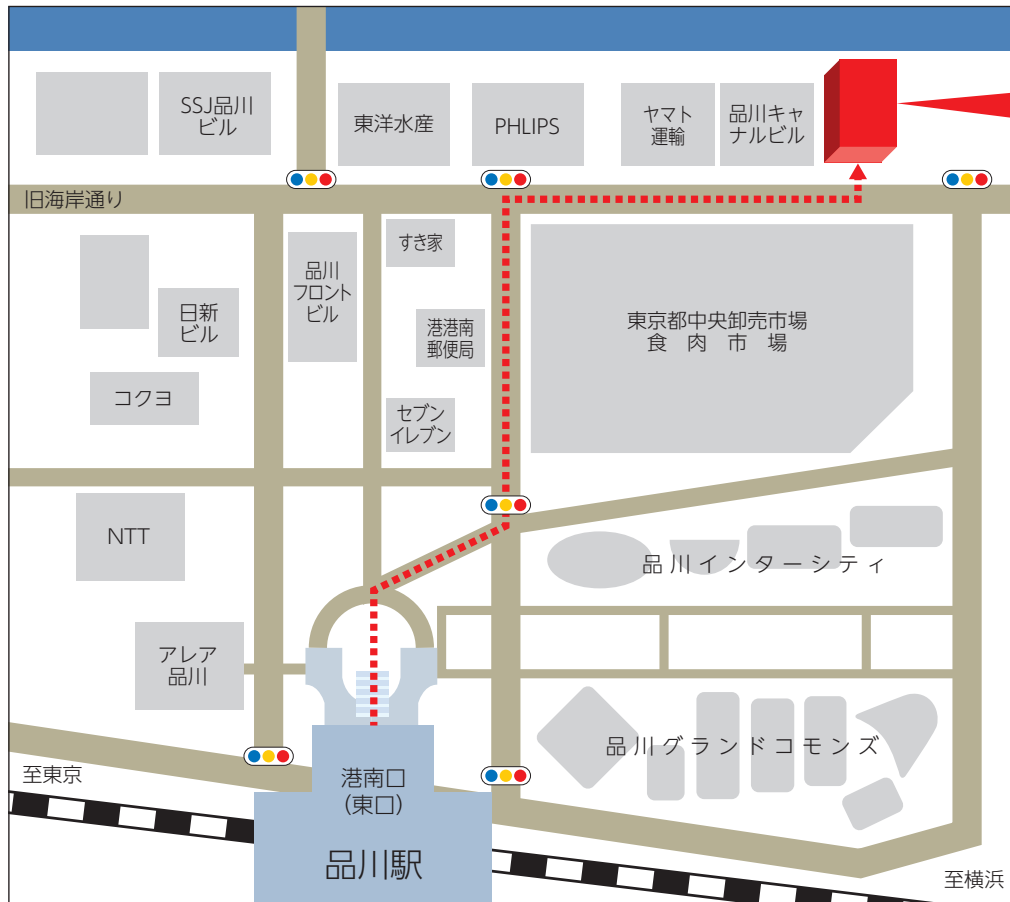 SSJ品川
ビル
東洋水産
PHLIPS
ヤマト
運輸
品川キャ
ナルビル
旧海岸通り
すき家
品川
フロント
ビル
日新
ビル
港港南
郵便局
東京都中央卸売市場
食肉市場
コクヨ
セブン
イレブン
NTT
品川インターシティ
アレア
品川
品川グランドコモンズ
至東京
港南口
(東口)
品川駅
至横浜